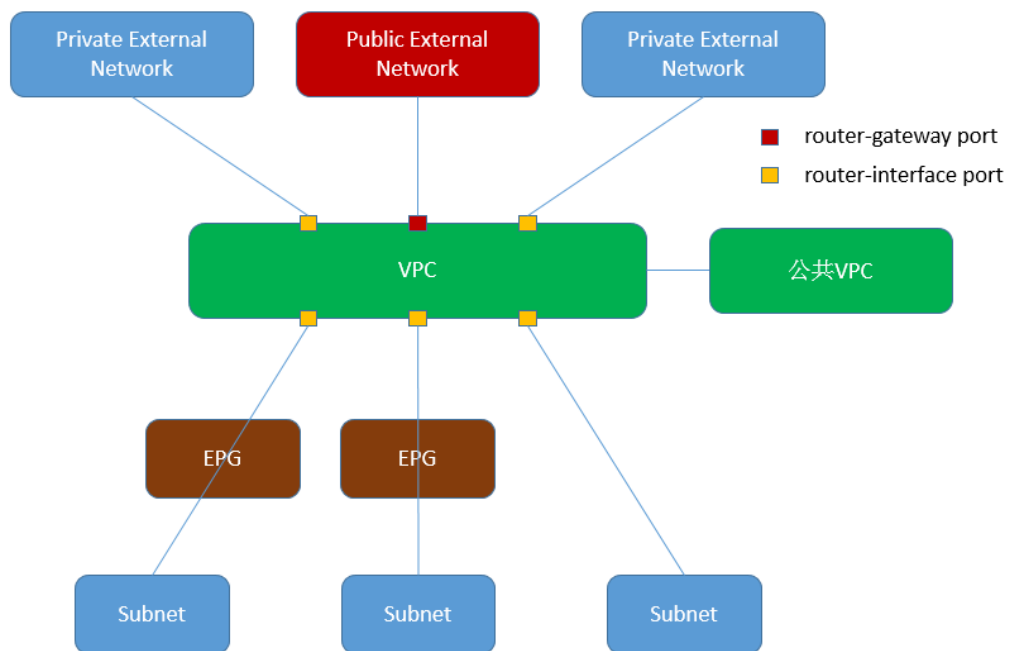 Private External
Network
Public External
Network
Private External
Network
router-gateway port
router-interface port
VPC
公共VPC
EPG
EPG
Subnet
Subnet
Subnet